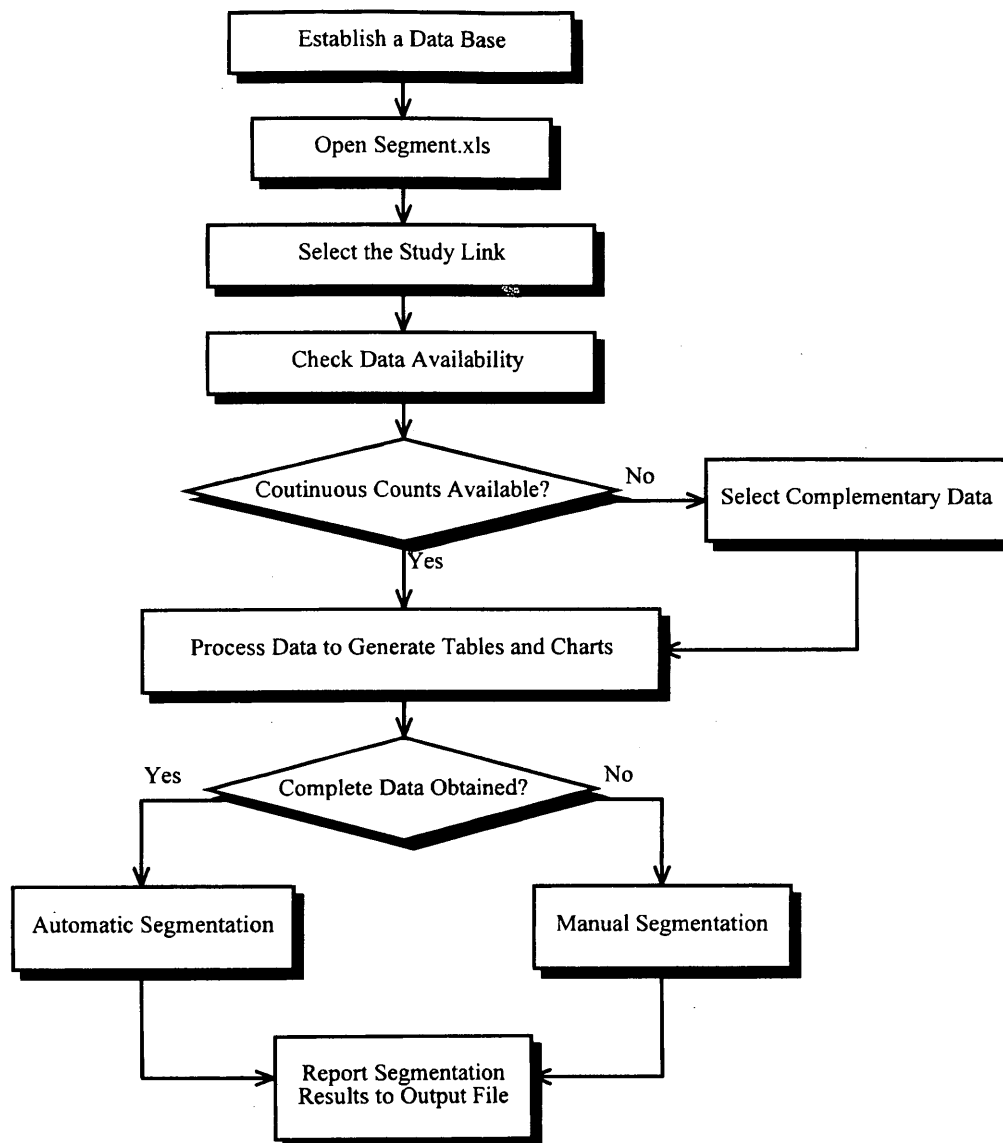 Establish a Data Base
Open Segment.xls
Select the Study Link
Check Data Availability
Coutinuous Counts Available?
No
Select Complementary Data
Yes
Process Data to Generate Tables and Charts
Yes
Complete Data Obtained?
No
Automatic Segmentation
Manual Segmentation
Report Segmentation
Results to Output File